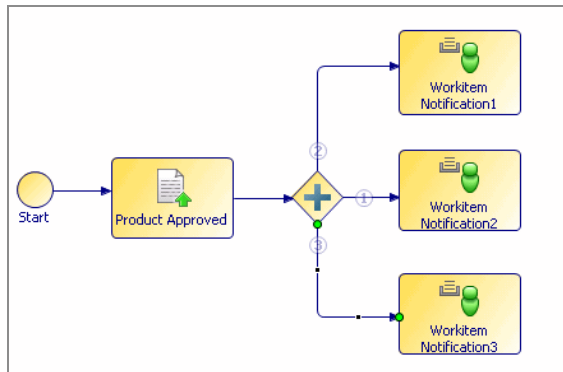 Workitem
Notification1
2
Start
Product Approved
1
Workitem
Notification2
3
Workitem
Notification3